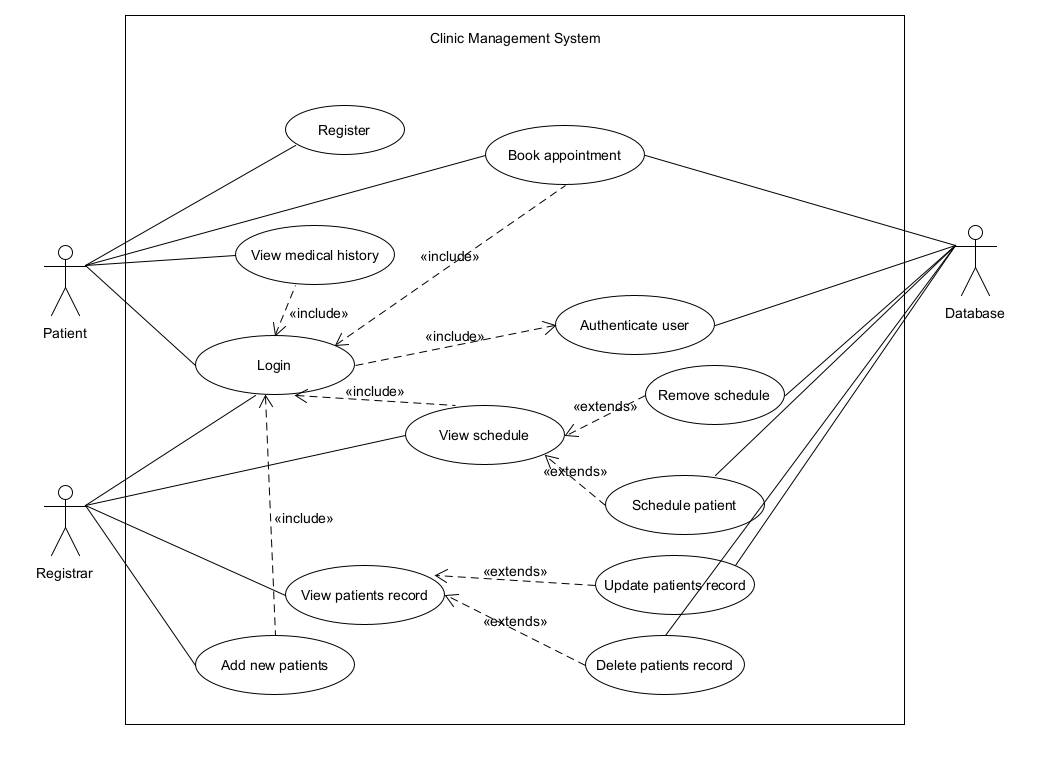 Clinic Management System
Register
Book appointment
View medical history
«include»
«include»
Patient
Database
Authenticate user
«include»
Login
«include»
Remove schedule
«extends»
View schedule
«extends»
Schedule patient
«include»
Registrar
«extends»
Update patients record
View patients record
«extends»
Add new patients
Delete patients record